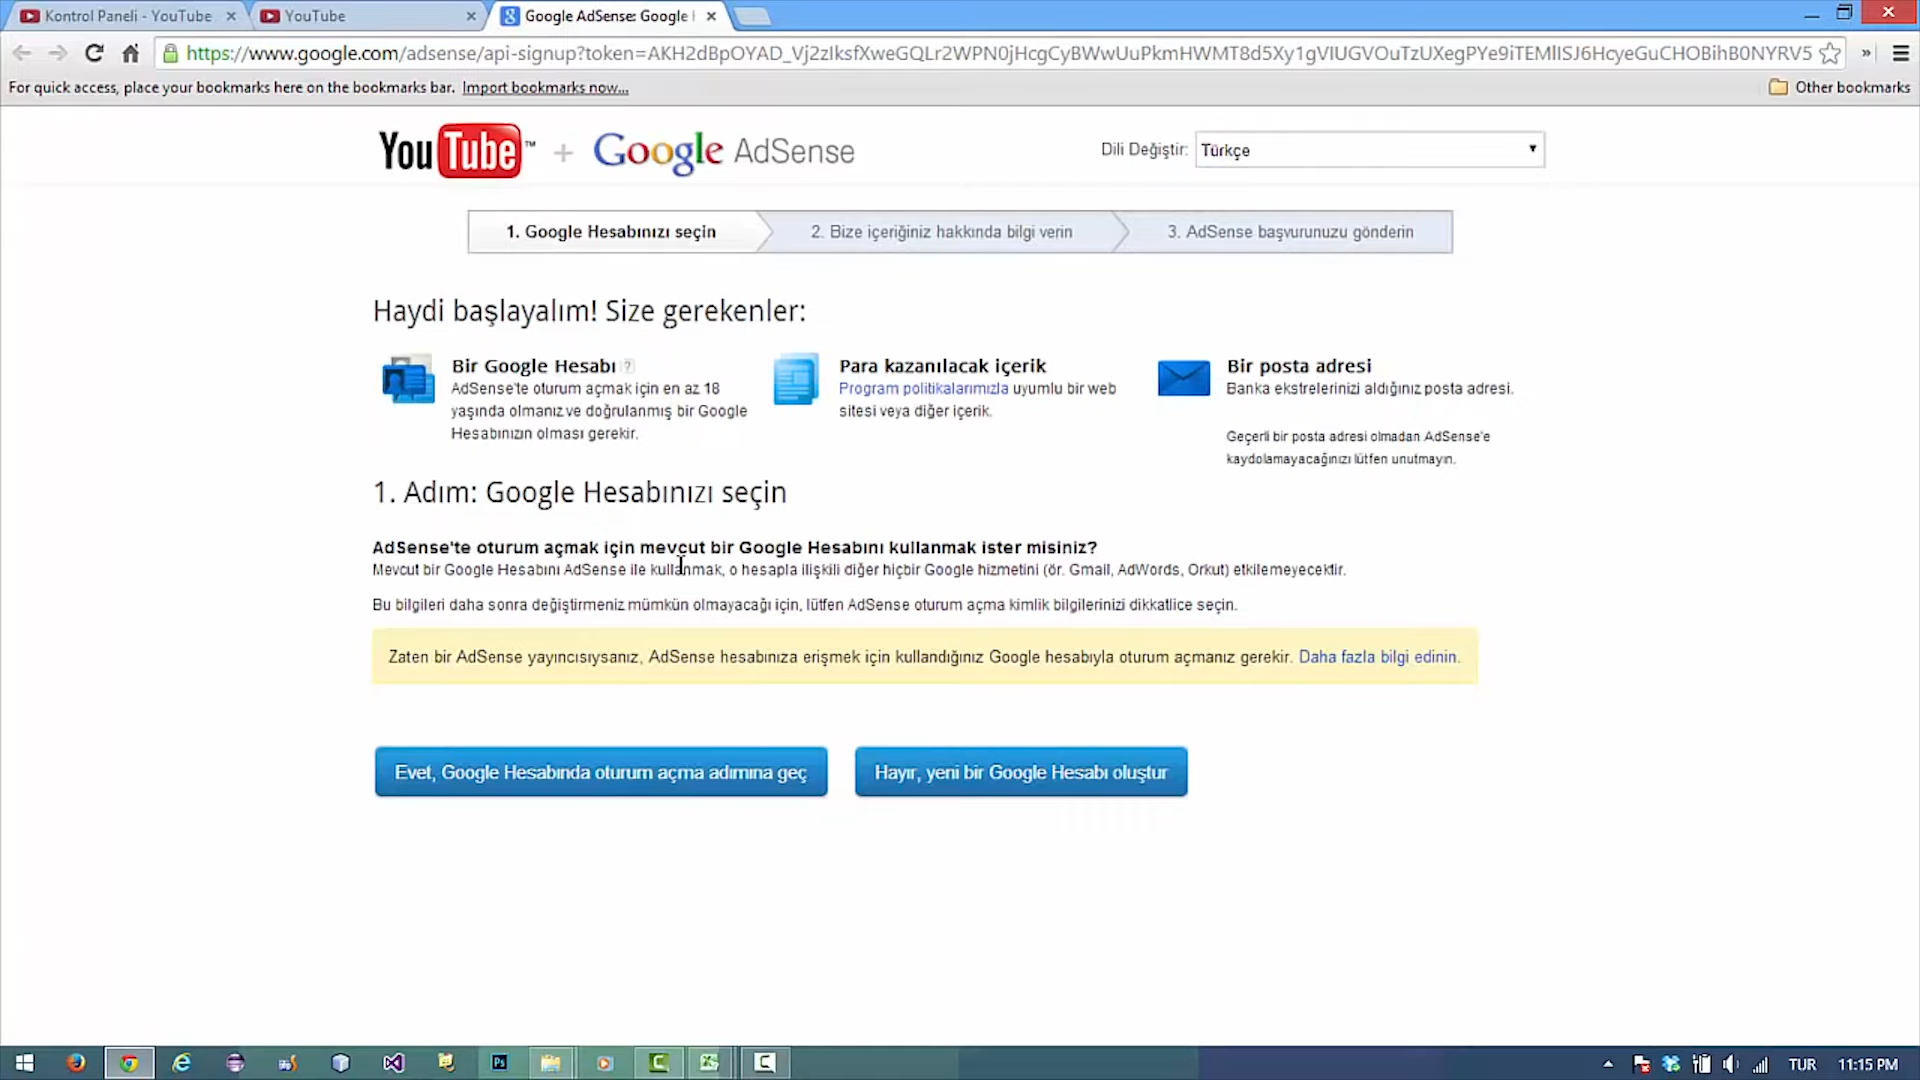 Kontrol Paneli - YouTube
YouTube
Google AdSense: Google
https://www.google.com/adsense/api-signup?token=AKH2dBpOYAD_Vj2zIksfXweGQLr2WPN0jHcgCyBWwUuPkmHWMT8d5Xy1gVIUGVOuTzUXegPYe9iTEMlISJ6HcyeGuCHOBihB0NYRV5
For quick access, place your bookmarks here on the bookmarks bar. Import bookmarks now...
Other bookmarks
YouTube™ + Google AdSense
Dili Değiştir: Türkçe
1. Google Hesabınızı seçin
2. Bize içeriğiniz hakkında bilgi verin
3. AdSense başvurunuzu gönderin
Haydi başlayalım! Size gerekenler:
Bir Google Hesabı ?
AdSense'te oturum açmak için en az 18
yaşında olmanız ve doğrulanmış bir Google
Hesabınızın olması gerekir.
Para kazanılacak içerik
Program politikalarımızla uyumlu bir web
sitesi veya diğer içerik.
Bir posta adresi
Banka ekstrelerinizi aldığınız posta adresi.
Geçerli bir posta adresi olmadan AdSense'e
kaydolamayacağınızı lütfen unutmayın.
1. Adım: Google Hesabınızı seçin
AdSense'te oturum açmak için mevcut bir Google Hesabını kullanmak ister misiniz?
Mevcut bir Google Hesabını AdSense ile kullanmak, o hesapla ilişkili diğer hiçbir Google hizmetini (ör. Gmail, AdWords, Orkut) etkilemeyecektir.
Bu bilgileri daha sonra değiştirmeniz mümkün olmayacağı için, lütfen AdSense oturum açma kimlik bilgilerinizi dikkatlice seçin.
Zaten bir AdSense yayıncısıysanız, AdSense hesabınıza erişmek için kullandığınız Google hesabıyla oturum açmanız gerekir. Daha fazla bilgi edinin.
Evet, Google Hesabında oturum açma adımına geç
Hayır, yeni bir Google Hesabı oluştur
TUR
11:15 PM